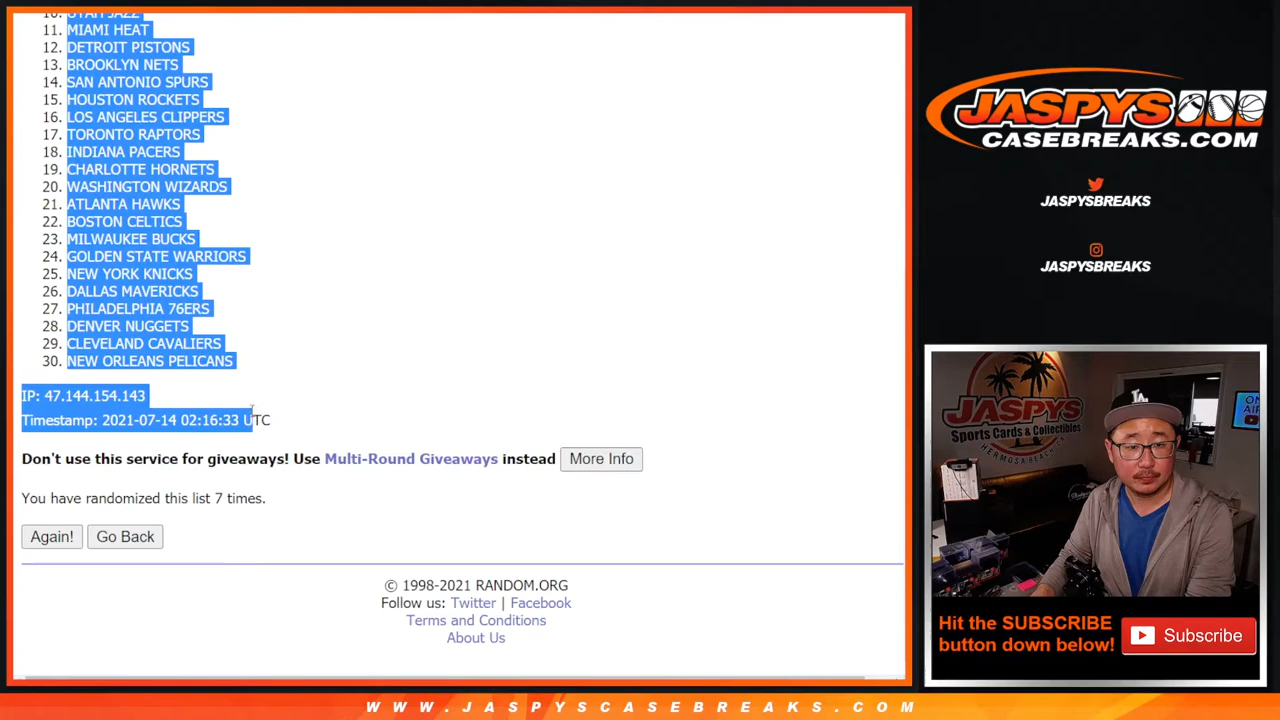 10. UTAH JAZZ
11. MIAMI HEAT
12. DETROIT PISTONS
13. BROOKLYN NETS
14. SAN ANTONIO SPURS
15. HOUSTON ROCKETS
16. LOS ANGELES CLIPPERS
17. TORONTO RAPTORS
18. INDIANA PACERS
19. CHARLOTTE HORNETS
20. WASHINGTON WIZARDS
21. ATLANTA HAWKS
22. BOSTON CELTICS
23. MILWAUKEE BUCKS
24. GOLDEN STATE WARRIORS
25. NEW YORK KNICKS
26. DALLAS MAVERICKS
27. PHILADELPHIA 76ERS
28. DENVER NUGGETS
29. CLEVELAND CAVALIERS
30. NEW ORLEANS PELICANS
IP: 47.144.154.143
Timestamp: 2021-07-14 02:16:33 UTC
Don't use this service for giveaways! Use Multi-Round Giveaways instead More Info
You have randomized this list 7 times.
Again! Go Back
© 1998-2021 RANDOM.ORG
Follow us: Twitter | Facebook
Terms and Conditions
About Us
JASPYS
CASEBREAKS.COM
JASPYSBREAKS
JASPYSBREAKS
JASPYS
Sports Cards & Collectibles
HERMOSA BEACH
ON
AIR
LA
Hit the SUBSCRIBE
button down below!
Subscribe
WWW.JASPYSCASEBREAKS.COM